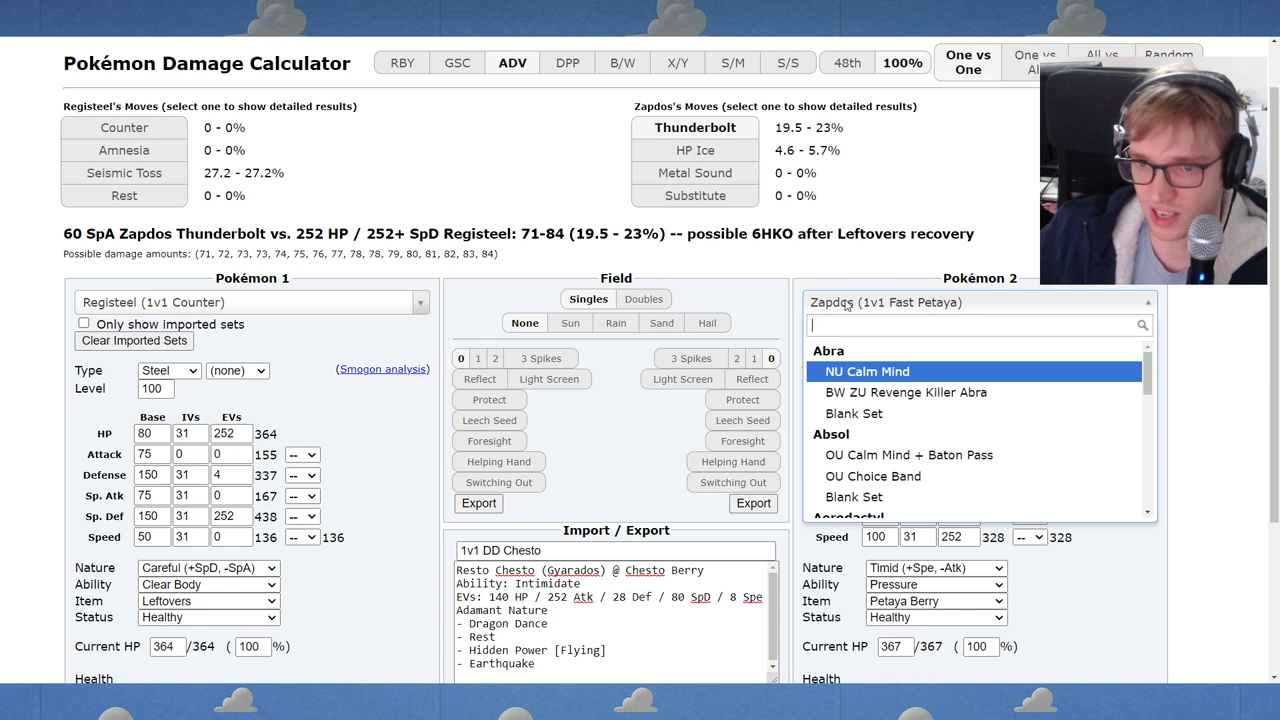 Pokémon Damage Calculator
RBY GSC ADV DPP B/W X/Y S/M S/S 48th 100% One vs One One vs All vs Random
Registeel's Moves (select one to show detailed results)
Counter 0 - 0%
Amnesia 0 - 0%
Seismic Toss 27.2 - 27.2%
Rest 0 - 0%
Zapdos's Moves (select one to show detailed results)
Thunderbolt 19.5 - 23%
HP Ice 4.6 - 5.7%
Metal Sound 0 - 0%
Substitute 0 - 0%
60 SpA Zapdos Thunderbolt vs. 252 HP / 252+ SpD Registeel: 71-84 (19.5 - 23%) -- possible 6HKO after Leftovers recovery
Possible damage amounts: (71, 72, 73, 73, 74, 75, 76, 77, 78, 78, 79, 80, 81, 82, 83, 84)
Pokémon 1
Registeel (1v1 Counter)
Only show imported sets
Clear Imported Sets
Type Steel (none) (Smogon analysis)
Level 100
Base IVs EVs
HP 80 31 252 364
Attack 75 0 0 155 --
Defense 150 31 4 337 --
Sp. Atk 75 31 0 167 --
Sp. Def 150 31 252 438 --
Speed 50 31 0 136 -- 136
Nature Careful (+SpD, -SpA)
Ability Clear Body
Item Leftovers
Status Healthy
Current HP 364 /364 ( 100 %)
Health
Field
Singles Doubles
None Sun Rain Sand Hail
0 1 2 3 Spikes 3 Spikes 2 1 0
Reflect Light Screen Light Screen Reflect
Protect Protect
Leech Seed Leech Seed
Foresight Foresight
Helping Hand Helping Hand
Switching Out Switching Out
Export Export
Import / Export
1v1 DD Chesto
Resto Chesto (Gyarados) @ Chesto Berry
Ability: Intimidate
EVs: 140 HP / 252 Atk / 28 Def / 80 SpD / 8 Spe
Adamant Nature
- Dragon Dance
- Rest
- Hidden Power [Flying]
- Earthquake
Pokémon 2
Zapdos (1v1 Fast Petaya)
Abra
NU Calm Mind
BW ZU Revenge Killer Abra
Blank Set
Absol
OU Calm Mind + Baton Pass
OU Choice Band
Blank Set
Aerodactyl
Speed 100 31 252 328 -- 328
Nature Timid (+Spe, -Atk)
Ability Pressure
Item Petaya Berry
Status Healthy
Current HP 367 /367 ( 100 %)
Health